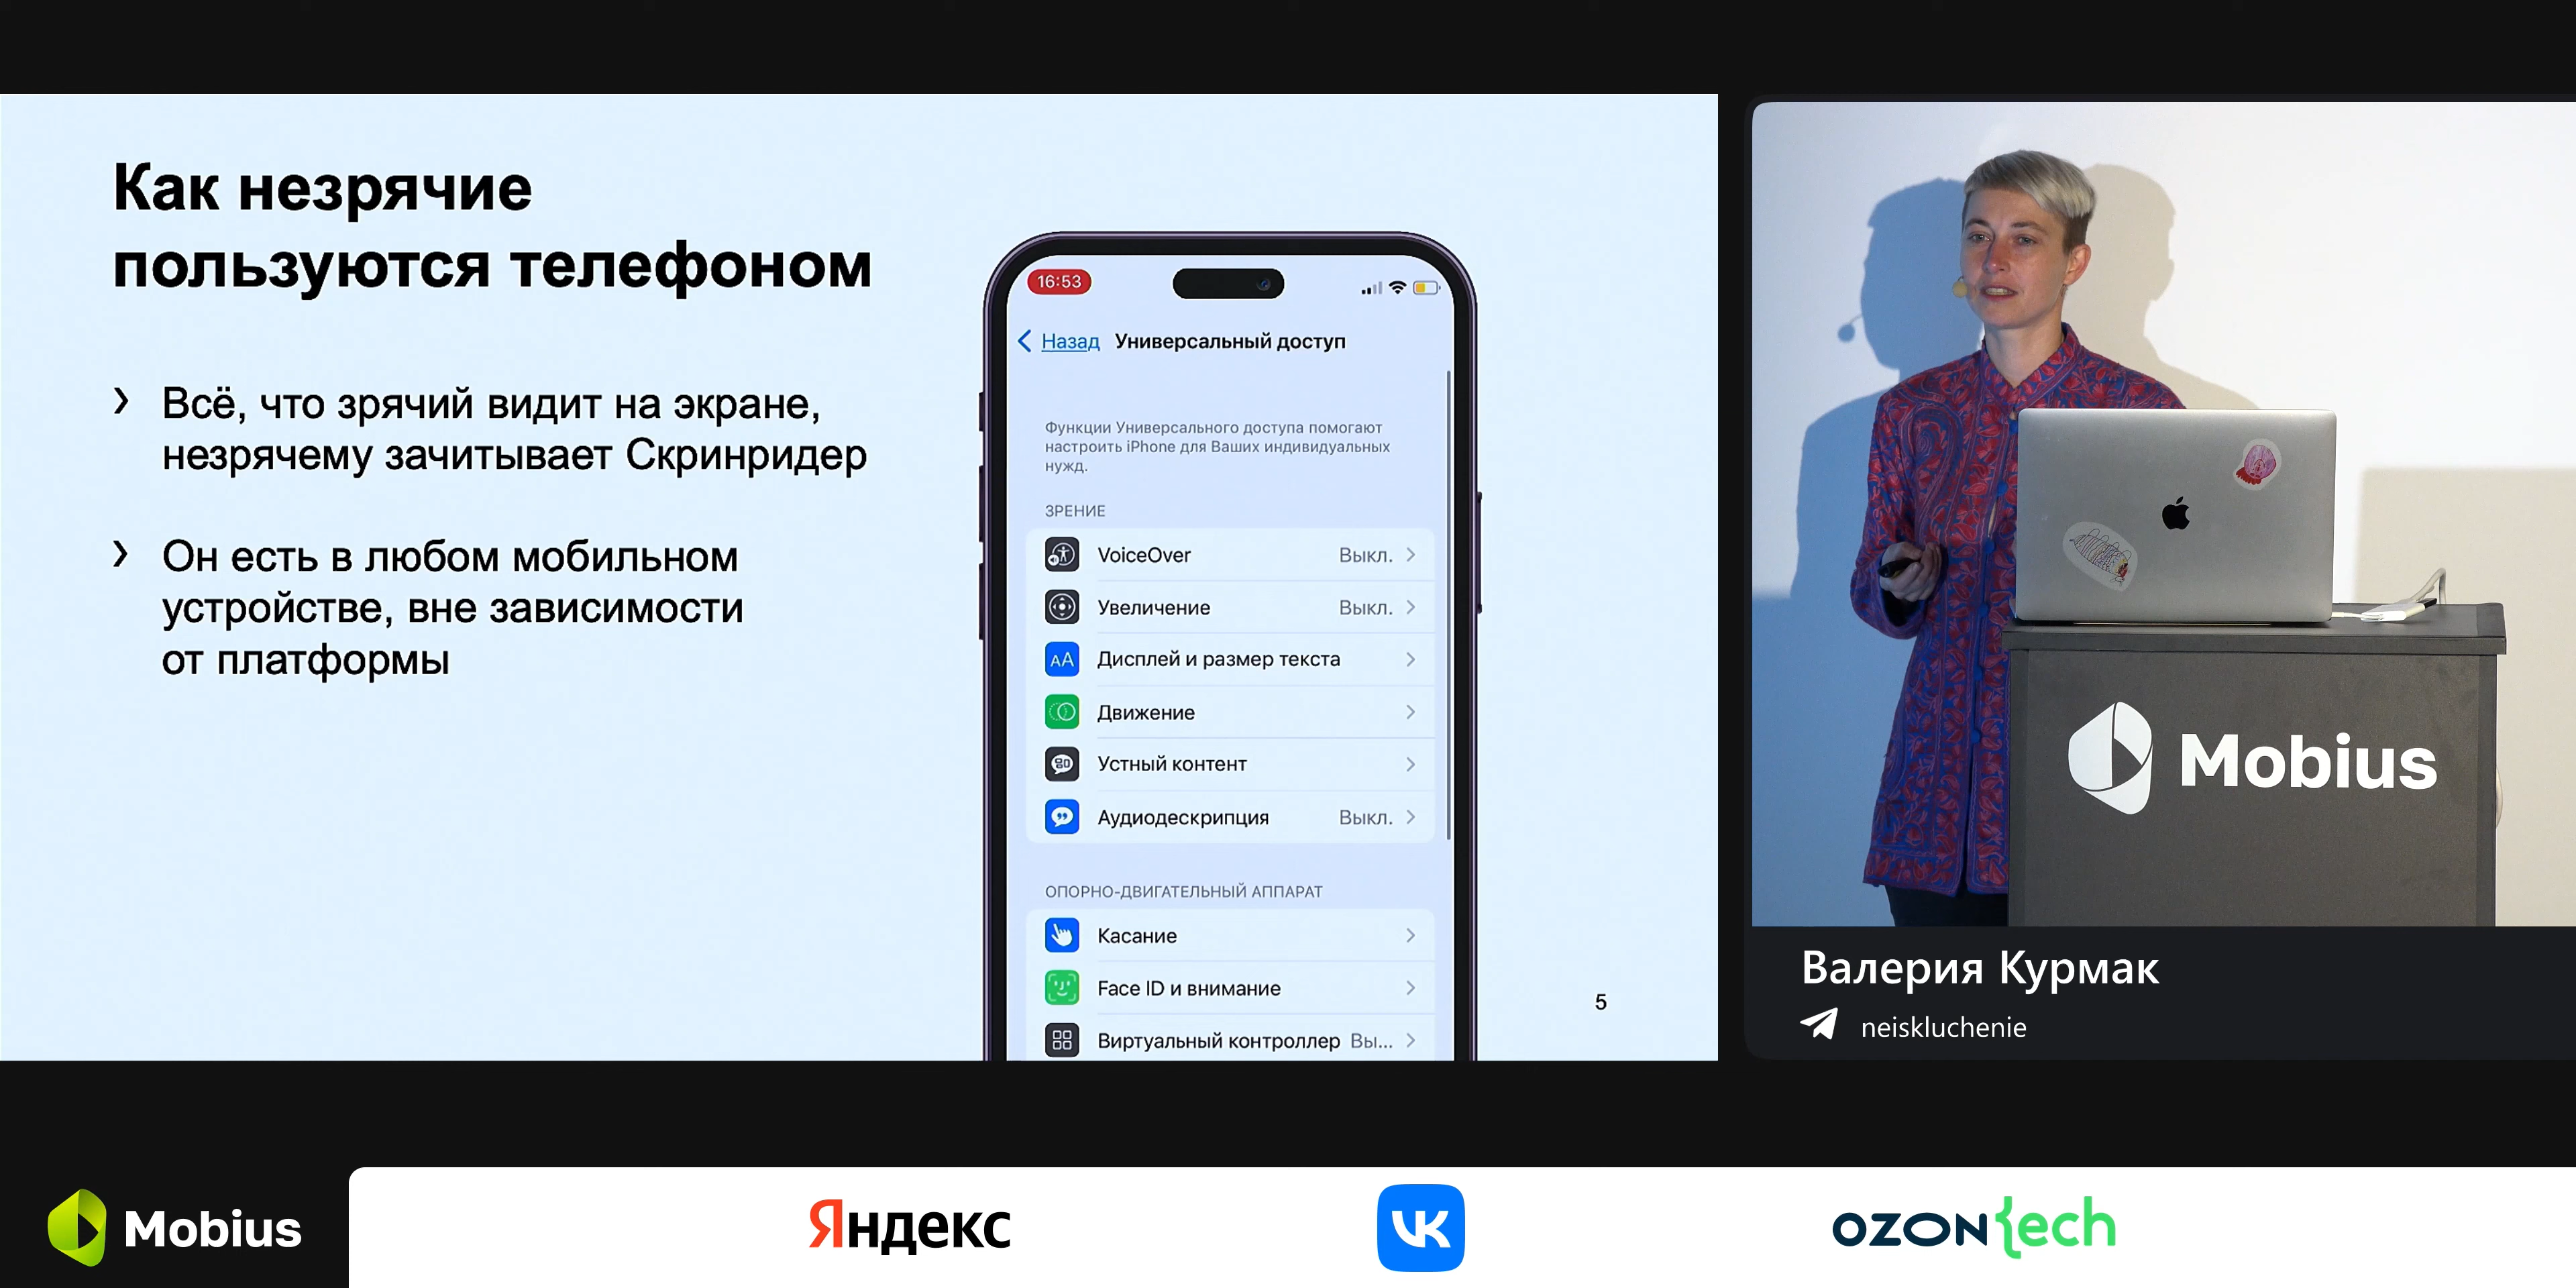 Как незрячие
пользуются телефоном
› Всё, что зрячий видит на экране,
незрячему зачитывает Скринридер
› Он есть в любом мобильном
устройстве, вне зависимости
от платформы
16:53
Назад Универсальный доступ
Функции Универсального доступа помогают
настроить iPhone для Ваших индивидуальных
нужд.
ЗРЕНИЕ
VoiceOver Выкл.
Увеличение Выкл.
AA Дисплей и размер текста
Движение
Устный контент
Аудиодескрипция Выкл.
ОПОРНО-ДВИГАТЕЛЬНЫЙ АППАРАТ
Касание
Face ID и внимание
Виртуальный контроллер Вы...
5
Mobius
Валерия Курмак
neiskluchenie
Mobius
Яндекс
VK
ozon{ech